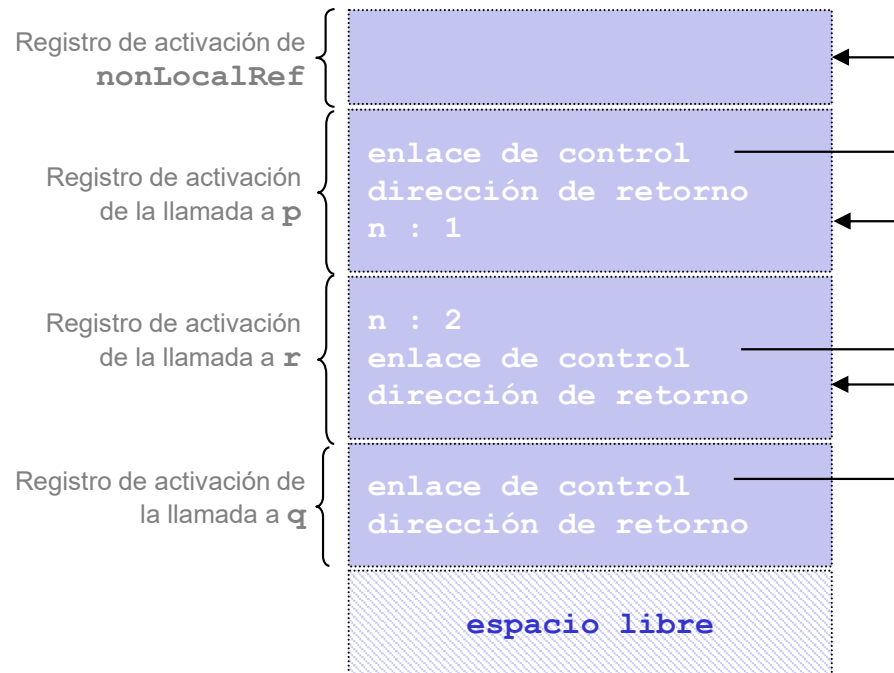 Registro de activación de
nonLocalRef
enlace de control
dirección de retorno
n : 1
Registro de activación
de la llamada a p
n : 2
enlace de control
dirección de retorno
Registro de activación
de la llamada a r
enlace de control
dirección de retorno
Registro de activación de
la llamada a q
espacio libre